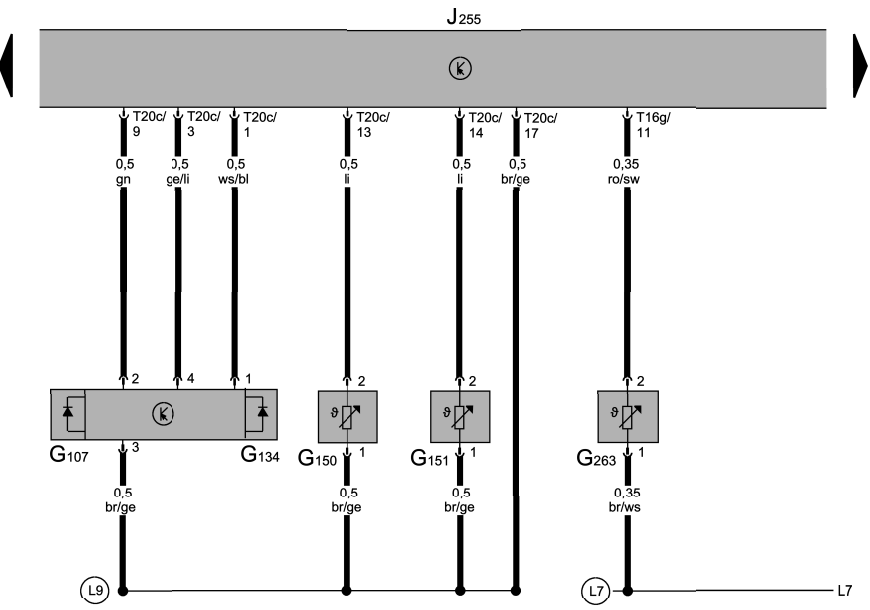 J255
T20c/ T20c/ T20c/ T20c/ T20c/ T20c/ T16g/
9 3 1 13 14 17 11
0,5 0,5 0,5 0,5 0,5 0,5 0,35
gn ge/li ws/bl li li br/ge ro/sw
2 4 1 2 2 2
ϑ ϑ ϑ
3 1 1 1
G107 G134 G150 G151 G263
0,5 0,5 0,5 0,35
br/ge br/ge br/ge br/ws
L9 L7 L7